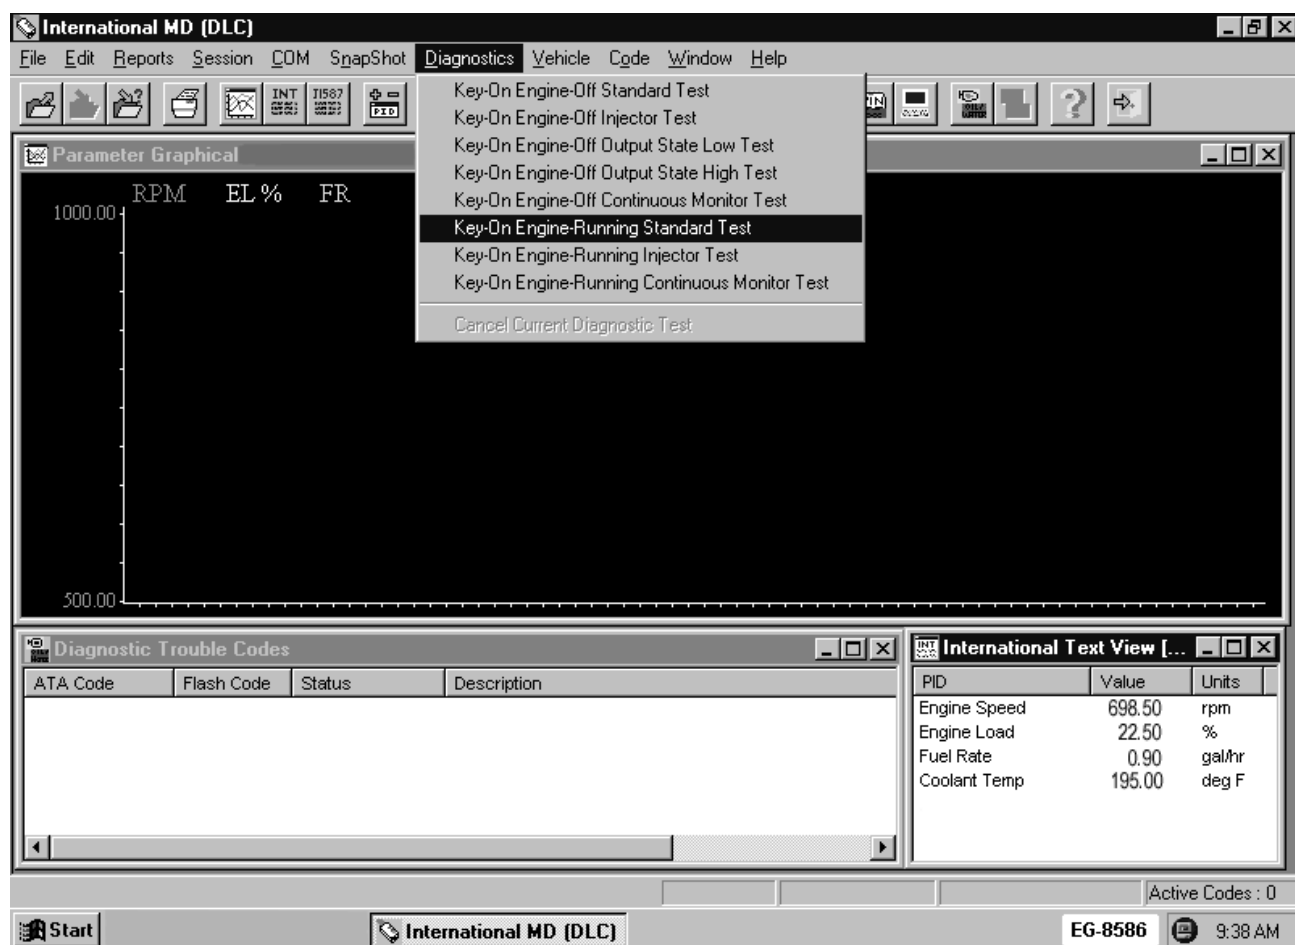 International MD (DLC)
File Edit Reports Session COM SnapShot Diagnostics Vehicle Code Window Help
INT
11587
PID
Key-On Engine-Off Standard Test
Key-On Engine-Off Injector Test
Key-On Engine-Off Output State Low Test
Key-On Engine-Off Output State High Test
Key-On Engine-Off Continuous Monitor Test
Key-On Engine-Running Standard Test
Key-On Engine-Running Injector Test
Key-On Engine-Running Continuous Monitor Test
Cancel Current Diagnostic Test
Parameter Graphical
RPM EL% FR
1000.00
500.00
Diagnostic Trouble Codes
ATA Code Flash Code Status Description
International Text View [...
PID Value Units
Engine Speed 698.50 rpm
Engine Load 22.50 %
Fuel Rate 0.90 gal/hr
Coolant Temp 195.00 deg F
Active Codes : 0
Start International MD (DLC) EG-8586 9:38 AM